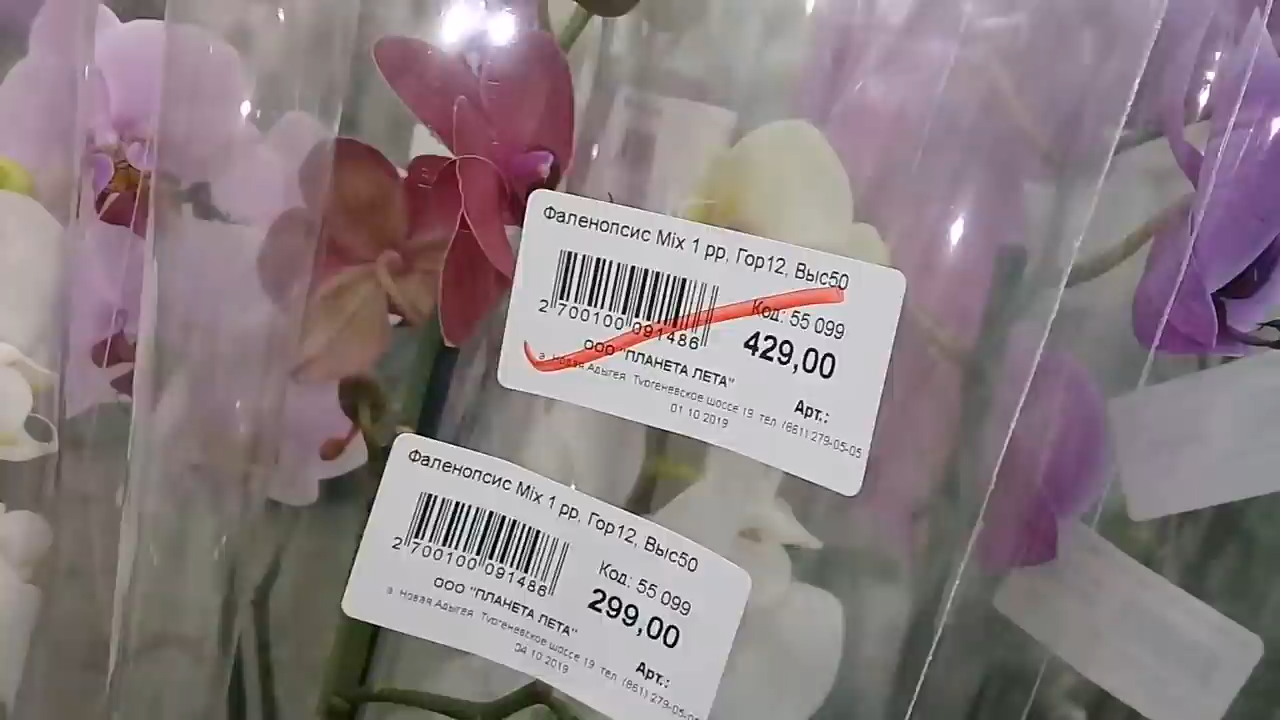 Фаленопсис Mix 1 рр, Гор12, Выс50
2 700100 091486
Код: 55 099
429,00
ООО "ПЛАНЕТА ЛЕТА"
а. Новая Адыгея Тургеневское шоссе 19 тел. (861) 279-05-05
01 10 2019
Арт.:
Фаленопсис Mix 1 рр, Гор12, Выс50
2 700100 091486
Код: 55 099
299,00
ООО "ПЛАНЕТА ЛЕТА"
а. Новая Адыгея Тургеневское шоссе 19 тел. (861) 279-05-05
04 10 2019
Арт.: